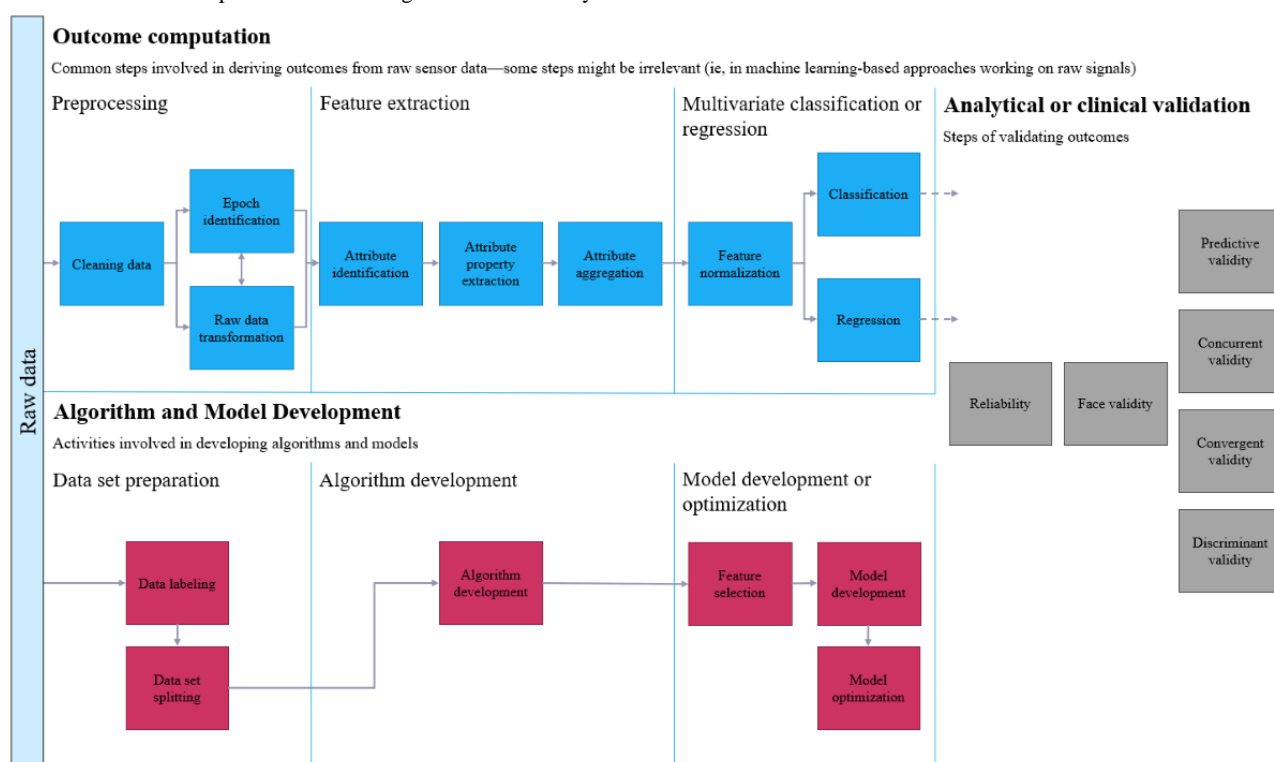 Raw data
Outcome computation
Common steps involved in deriving outcomes from raw sensor data—some steps might be irrelevant (ie, in machine learning-based approaches working on raw signals)
Preprocessing
Feature extraction
Multivariate classification or
regression
Analytical or clinical validation
Steps of validating outcomes
Cleaning data
Epoch
identification
Raw data
transformation
Attribute
identification
Attribute
property
extraction
Attribute
aggregation
Feature
normalization
Classification
Regression
Reliability
Face validity
Predictive
validity
Concurrent
validity
Convergent
validity
Discriminant
validity
Algorithm and Model Development
Activities involved in developing algorithms and models
Data set preparation
Algorithm development
Model development or
optimization
Data labeling
Data set
splitting
Algorithm
development
Feature
selection
Model
development
Model
optimization